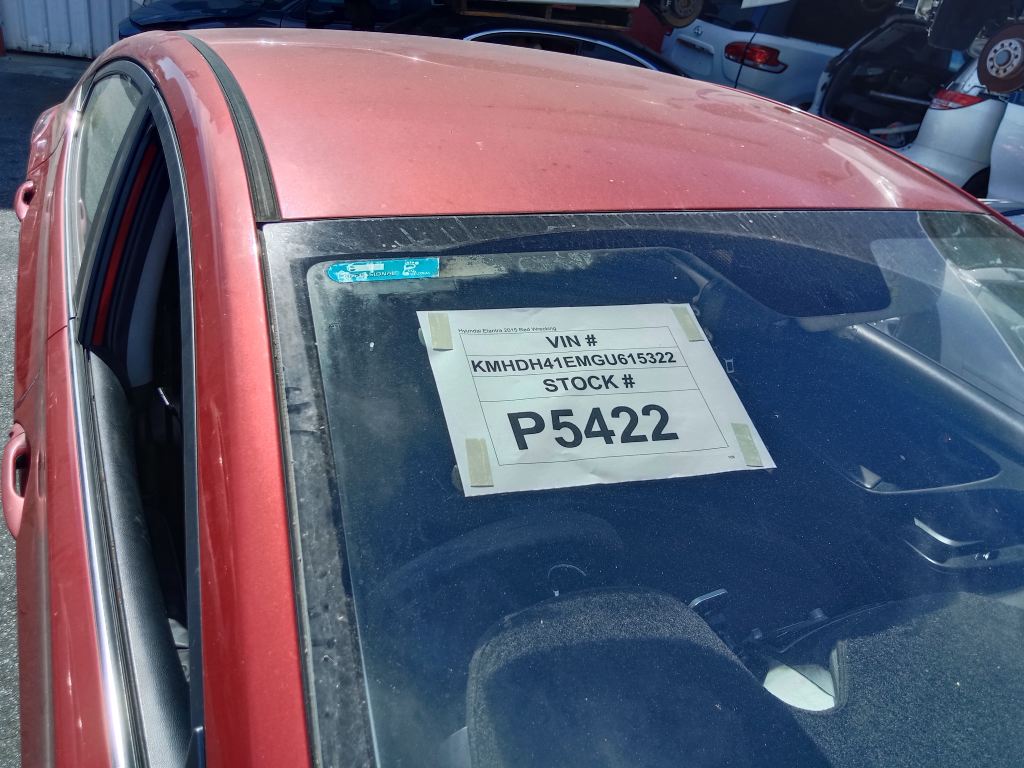 Hyundai Elantra 2015 Red Wrecking
VIN #
KMHDH41EMGU615322
STOCK #
P5422